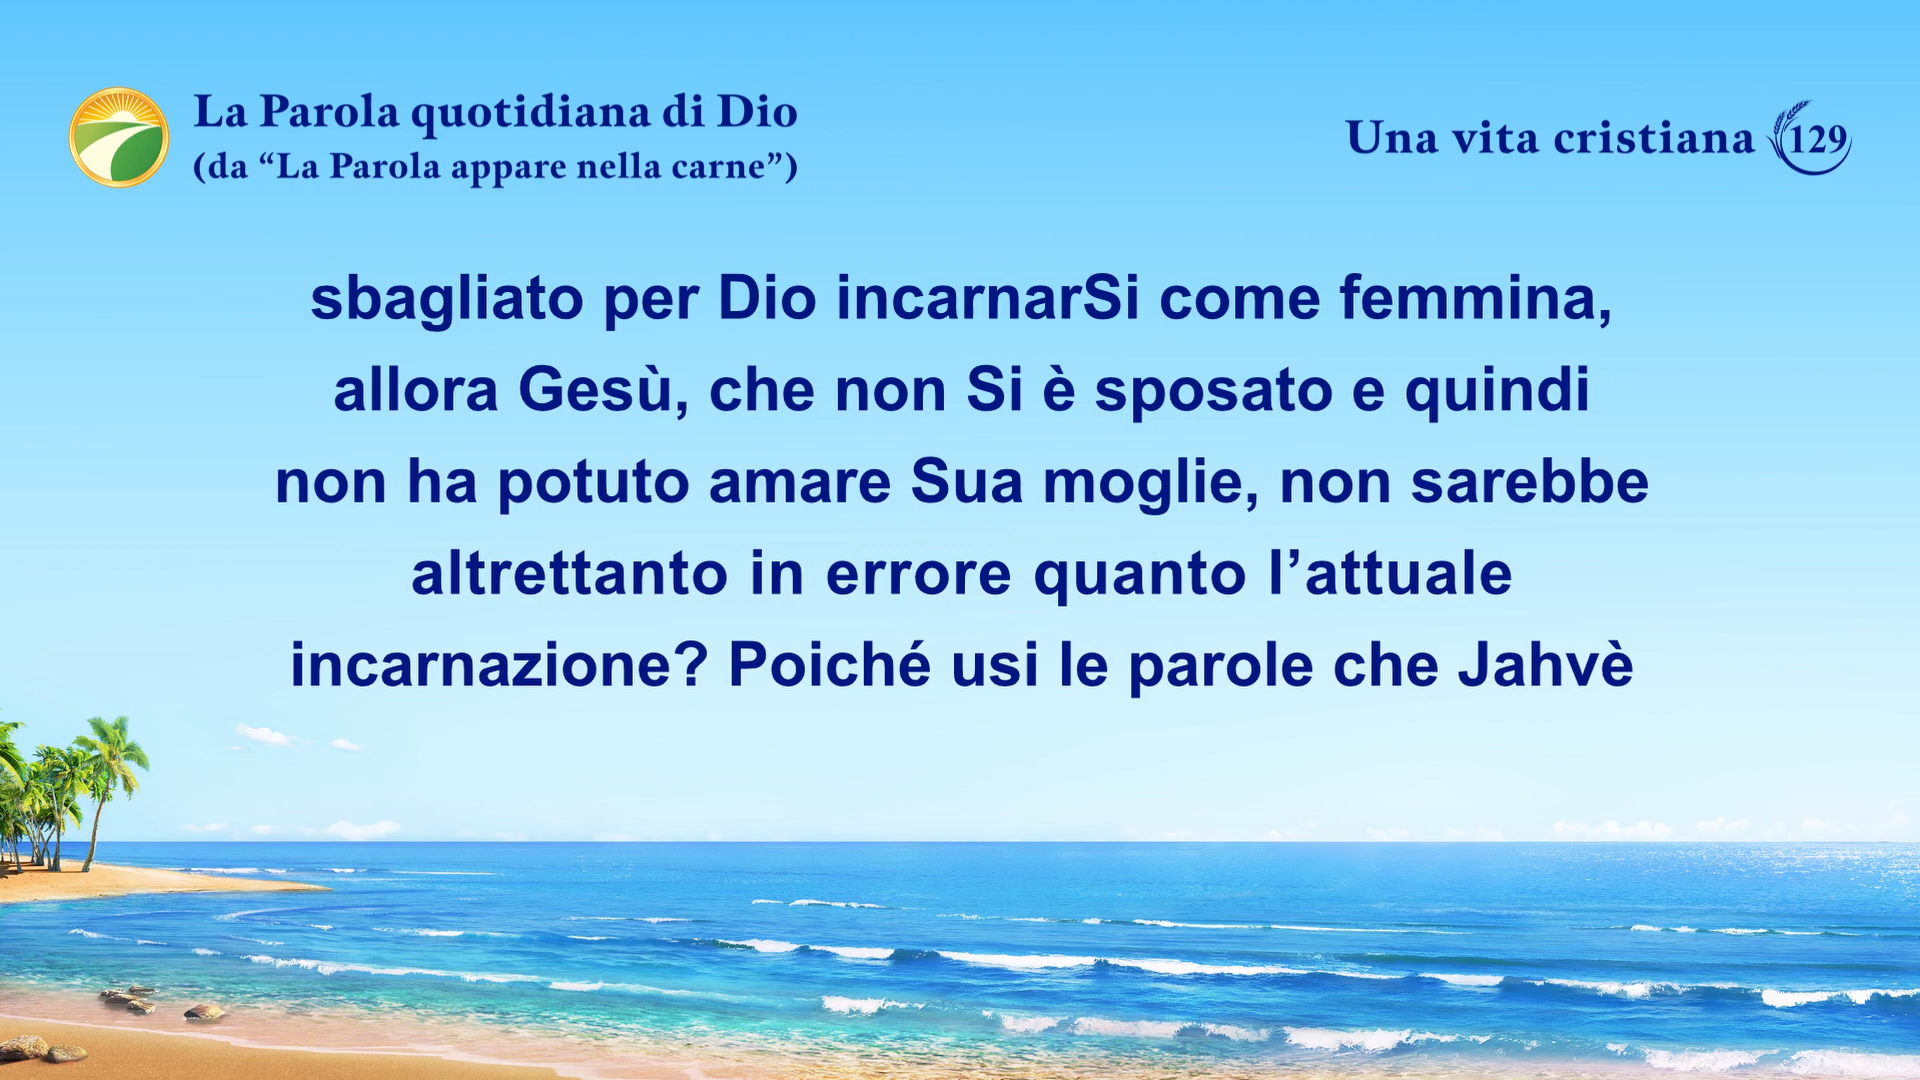 La Parola quotidiana di Dio
(da “La Parola appare nella carne”)
Una vita cristiana 129
sbagliato per Dio incarnarSi come femmina,
allora Gesù, che non Si è sposato e quindi
non ha potuto amare Sua moglie, non sarebbe
altrettanto in errore quanto l’attuale
incarnazione? Poiché usi le parole che Jahvè